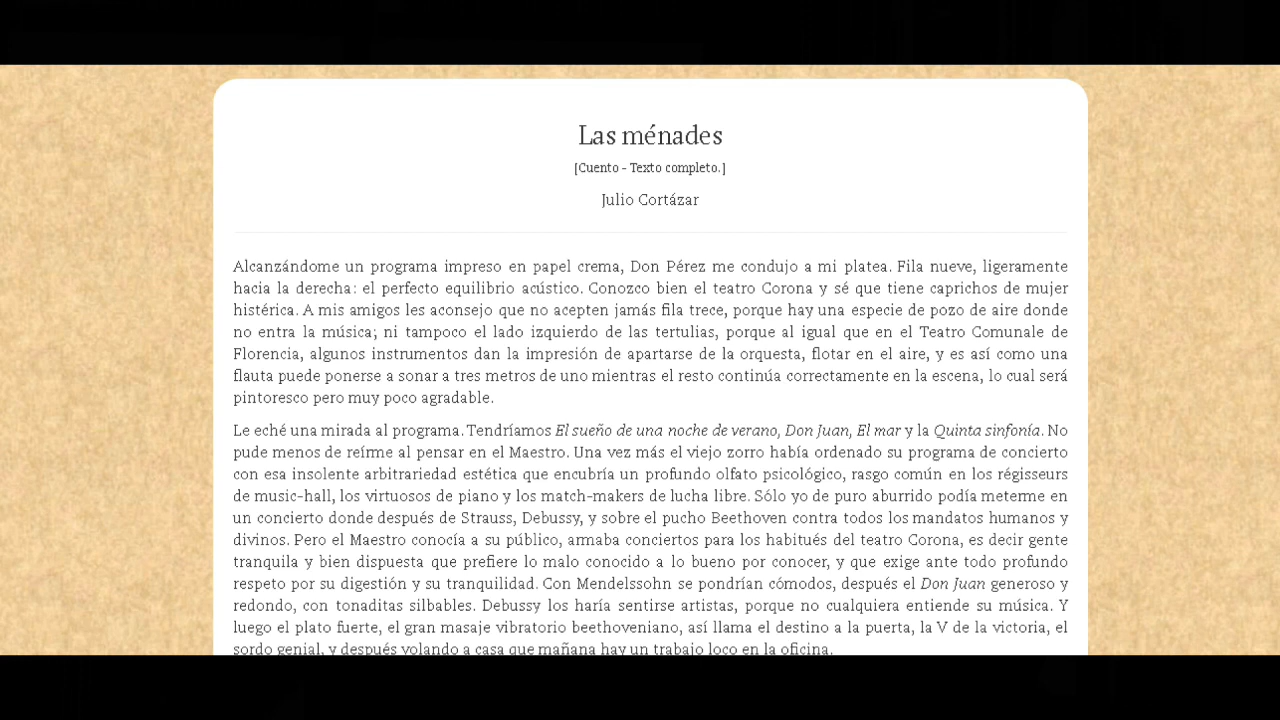 Las ménades
[Cuento - Texto completo.]
Julio Cortázar
Alcanzándome un programa impreso en papel crema, Don Pérez me condujo a mi platea. Fila nueve, ligeramente
hacia la derecha: el perfecto equilibrio acústico. Conozco bien el teatro Corona y sé que tiene caprichos de mujer
histérica. A mis amigos les aconsejo que no acepten jamás fila trece, porque hay una especie de pozo de aire donde
no entra la música; ni tampoco el lado izquierdo de las tertulias, porque al igual que en el Teatro Comunale de
Florencia, algunos instrumentos dan la impresión de apartarse de la orquesta, flotar en el aire, y es así como una
flauta puede ponerse a sonar a tres metros de uno mientras el resto continúa correctamente en la escena, lo cual será
pintoresco pero muy poco agradable.
Le eché una mirada al programa. Tendríamos El sueño de una noche de verano, Don Juan, El mar y la Quinta sinfonía. No
pude menos de reírme al pensar en el Maestro. Una vez más el viejo zorro había ordenado su programa de concierto
con esa insolente arbitrariedad estética que encubría un profundo olfato psicológico, rasgo común en los régisseurs
de music-hall, los virtuosos de piano y los match-makers de lucha libre. Sólo yo de puro aburrido podía meterme en
un concierto donde después de Strauss, Debussy, y sobre el pucho Beethoven contra todos los mandatos humanos y
divinos. Pero el Maestro conocía a su público, armaba conciertos para los habitués del teatro Corona, es decir gente
tranquila y bien dispuesta que prefiere lo malo conocido a lo bueno por conocer, y que exige ante todo profundo
respeto por su digestión y su tranquilidad. Con Mendelssohn se pondrían cómodos, después el Don Juan generoso y
redondo, con tonaditas silbables. Debussy los haría sentirse artistas, porque no cualquiera entiende su música. Y
luego el plato fuerte, el gran masaje vibratorio beethoveniano, así llama el destino a la puerta, la V de la victoria, el
sordo genial, y después volando a casa que mañana hay un trabajo loco en la oficina.